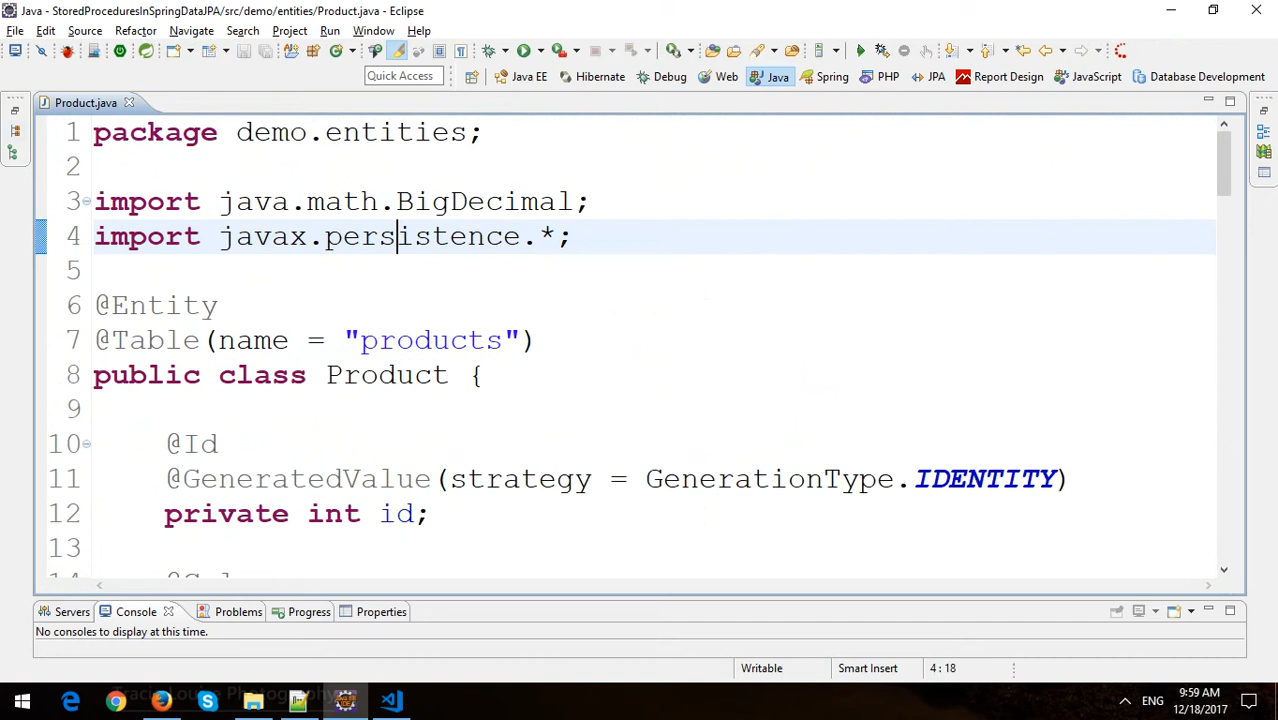 Java - StoredProceduresInSpringDataJPA/src/demo/entities/Product.java - Eclipse
File Edit Source Refactor Navigate Search Project Run Window Help
Quick Access
Java EE Hibernate Debug Web Java Spring PHP JPA Report Design JavaScript Database Development
Product.java
1 package demo.entities;
2
3 import java.math.BigDecimal;
4 import javax.persistence.*;
5
6 @Entity
7 @Table(name = "products")
8 public class Product {
9
10 @Id
11 @GeneratedValue(strategy = GenerationType.IDENTITY)
12 private int id;
13
Servers Console Problems Progress Properties
No consoles to display at this time.
Writable Smart Insert 4 : 18
ENG
9:59 AM
12/18/2017